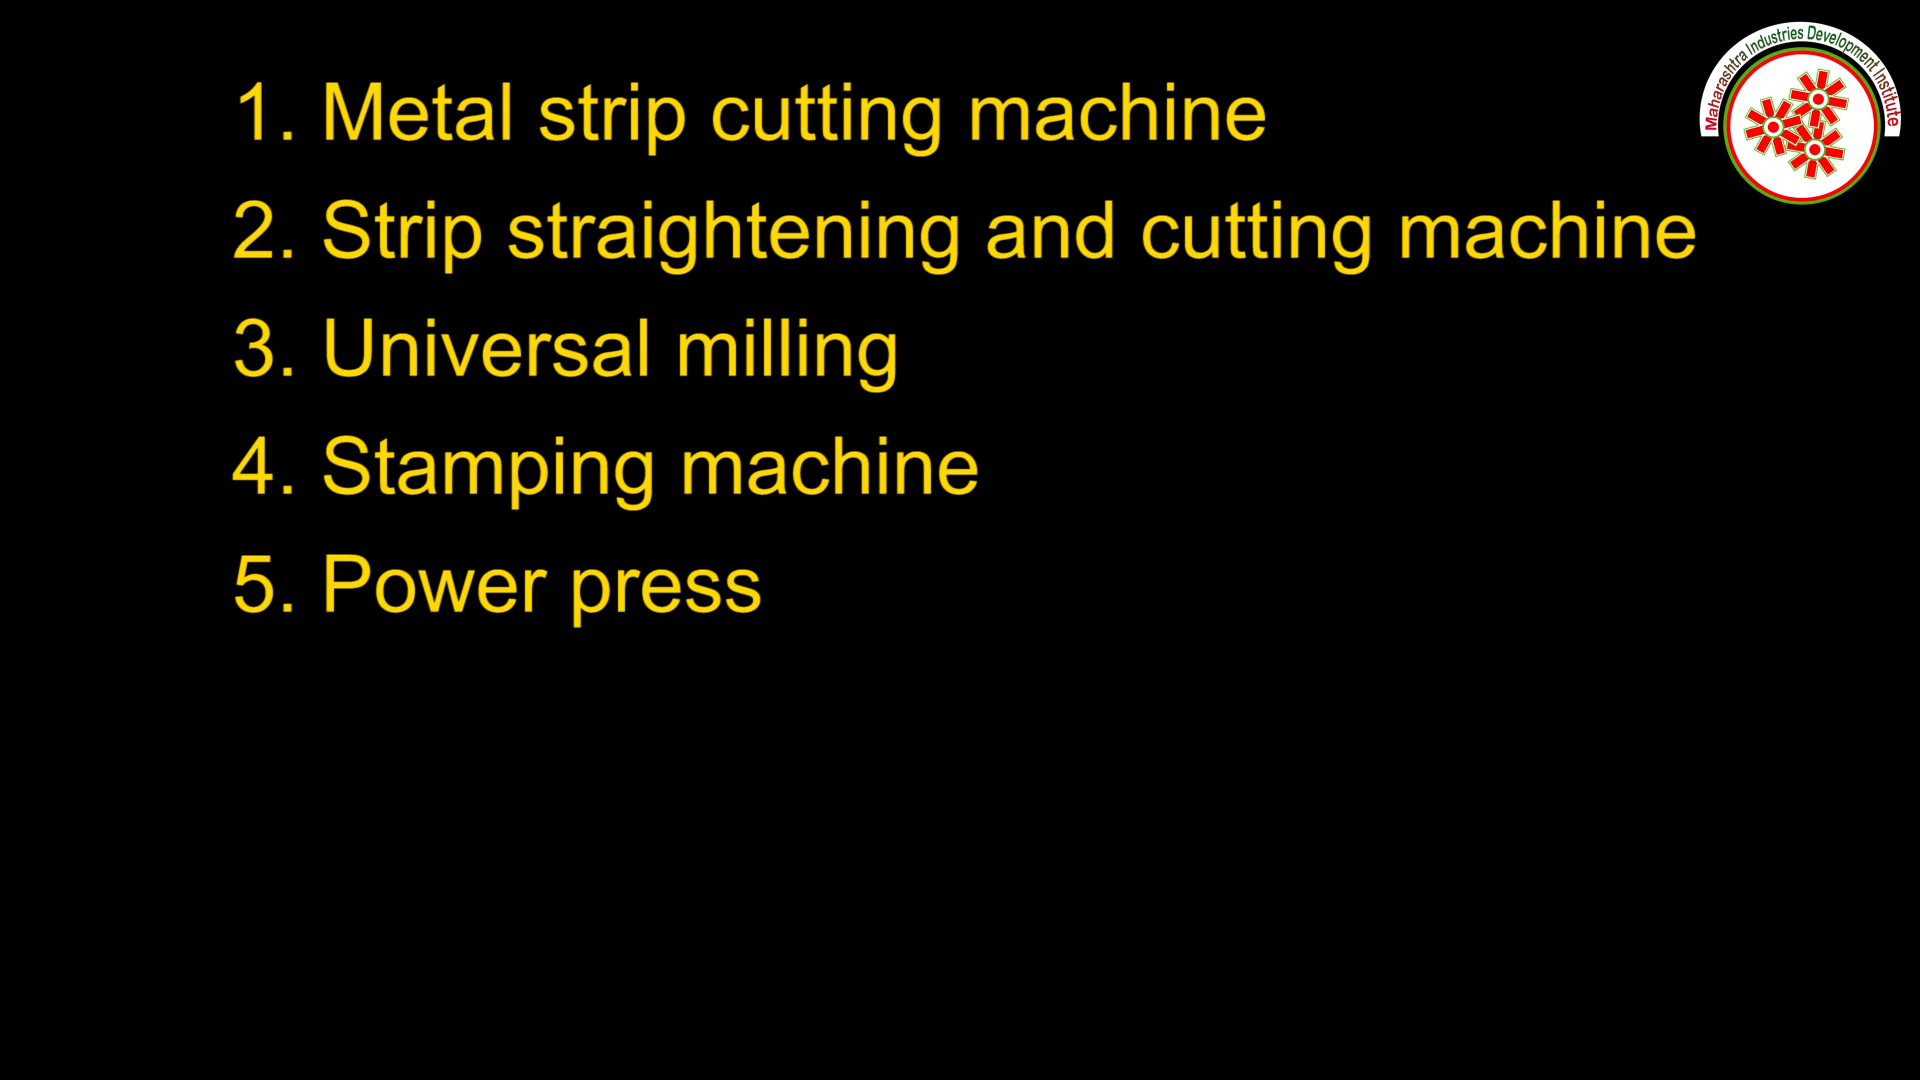 1. Metal strip cutting machine
2. Strip straightening and cutting machine
3. Universal milling
4. Stamping machine
5. Power press
Maharashtra Industries Development Institute